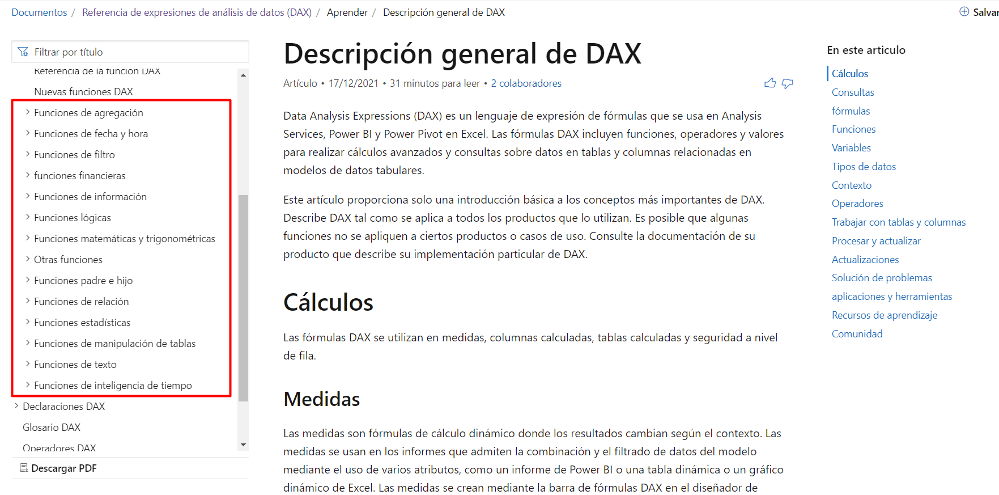 Documentos / Referencia de expresiones de análisis de datos (DAX) / Aprender / Descripción general de DAX
Salvar
Filtrar por título
Referencia de la función DAX
Nuevas funciones DAX
Funciones de agregación
Funciones de fecha y hora
Funciones de filtro
funciones financieras
Funciones de información
Funciones lógicas
Funciones matemáticas y trigonométricas
Otras funciones
Funciones padre e hijo
Funciones de relación
Funciones estadísticas
Funciones de manipulación de tablas
Funciones de texto
Funciones de inteligencia de tiempo
Declaraciones DAX
Glosario DAX
Operadores DAX
Descargar PDF
Descripción general de DAX
Artículo • 17/12/2021 • 31 minutos para leer • 2 colaboradores
Data Analysis Expressions (DAX) es un lenguaje de expresión de fórmulas que se usa en Analysis
Services, Power BI y Power Pivot en Excel. Las fórmulas DAX incluyen funciones, operadores y valores
para realizar cálculos avanzados y consultas sobre datos en tablas y columnas relacionadas en
modelos de datos tabulares.
Este artículo proporciona solo una introducción básica a los conceptos más importantes de DAX.
Describe DAX tal como se aplica a todos los productos que lo utilizan. Es posible que algunas
funciones no se apliquen a ciertos productos o casos de uso. Consulte la documentación de su
producto que describe su implementación particular de DAX.
Cálculos
Las fórmulas DAX se utilizan en medidas, columnas calculadas, tablas calculadas y seguridad a nivel
de fila.
Medidas
Las medidas son fórmulas de cálculo dinámico donde los resultados cambian según el contexto. Las
medidas se usan en los informes que admiten la combinación y el filtrado de datos del modelo
mediante el uso de varios atributos, como un informe de Power BI o una tabla dinámica o un gráfico
dinámico de Excel. Las medidas se crean mediante la barra de fórmulas DAX en el diseñador de
En este articulo
Cálculos
Consultas
fórmulas
Funciones
Variables
Tipos de datos
Contexto
Operadores
Trabajar con tablas y columnas
Procesar y actualizar
Actualizaciones
Solución de problemas
aplicaciones y herramientas
Recursos de aprendizaje
Comunidad